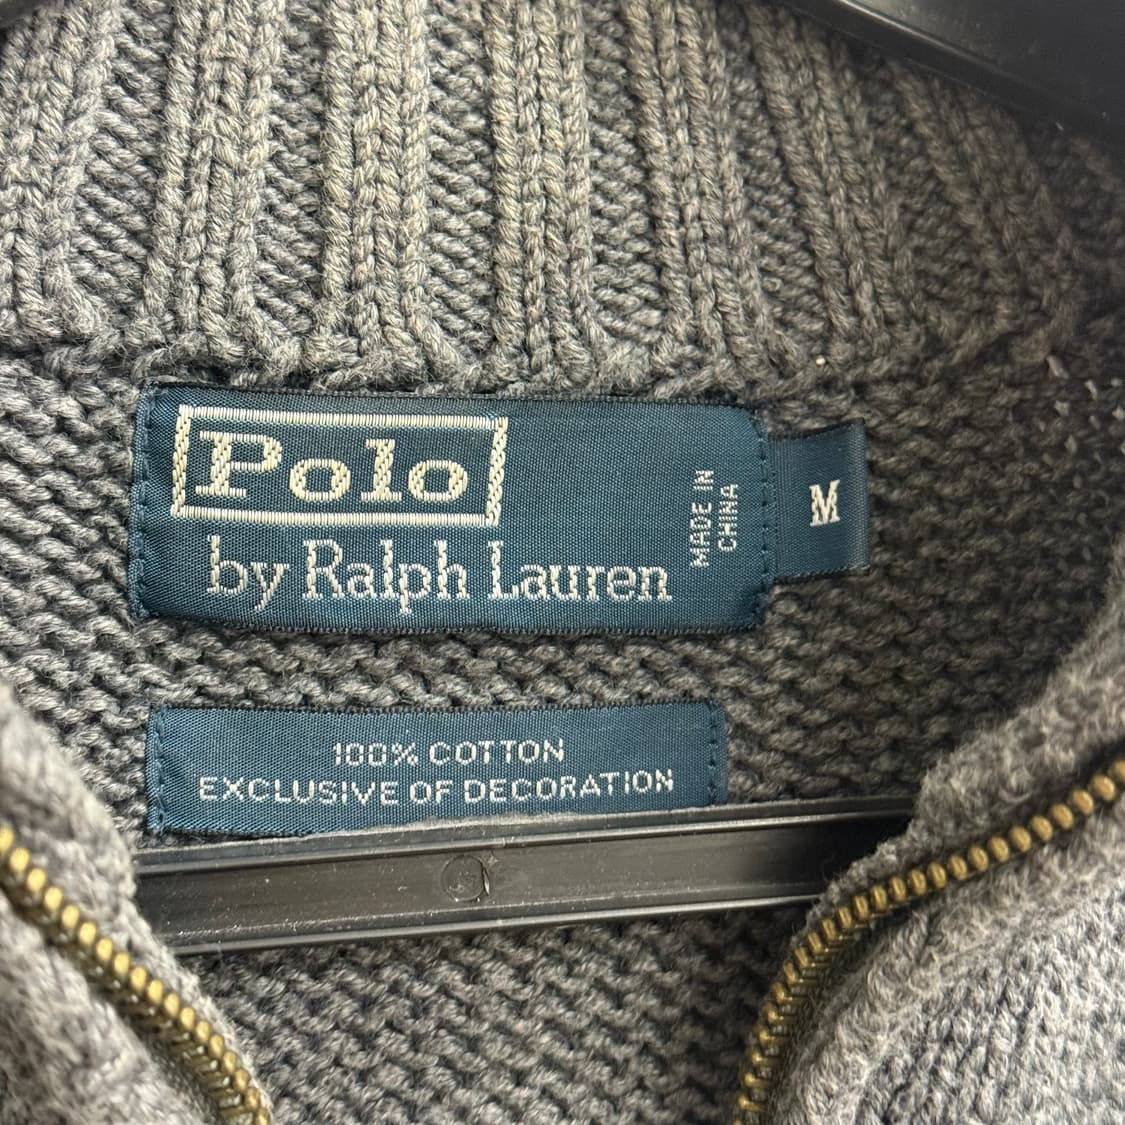 Polo
by Ralph Lauren
MADE IN
CHINA
M
100% COTTON
EXCLUSIVE OF DECORATION